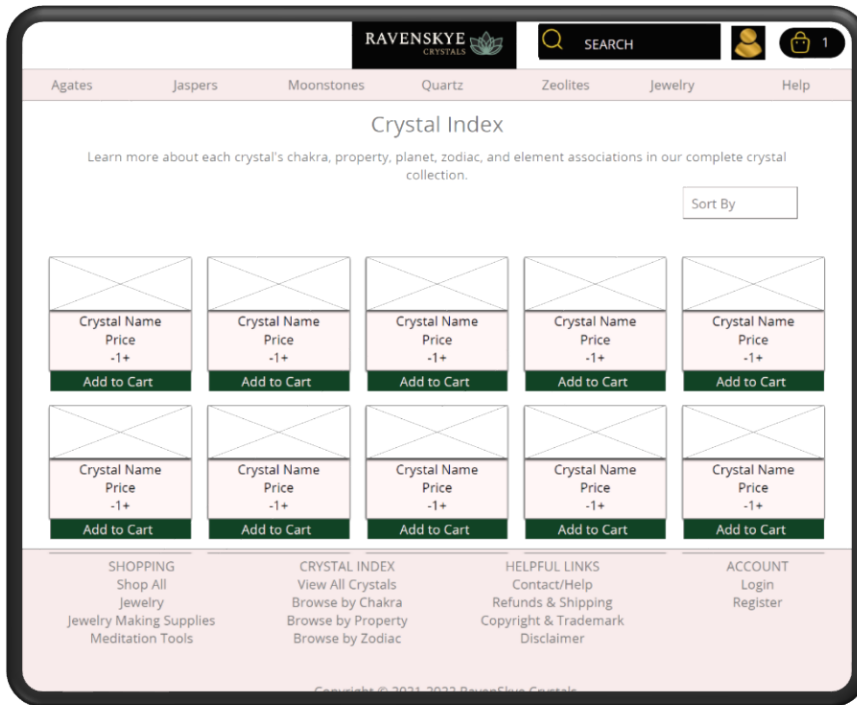 RAVENSKYE
CRYSTALS
SEARCH
1
Agates Jaspers Moonstones Quartz Zeolites Jewelry Help
Crystal Index
Learn more about each crystal's chakra, property, planet, zodiac, and element associations in our complete crystal
collection.
Sort By
Crystal Name Crystal Name Crystal Name Crystal Name Crystal Name
Price Price Price Price Price
-1+ -1+ -1+ -1+ -1+
Add to Cart Add to Cart Add to Cart Add to Cart Add to Cart
Crystal Name Crystal Name Crystal Name Crystal Name Crystal Name
Price Price Price Price Price
-1+ -1+ -1+ -1+ -1+
Add to Cart Add to Cart Add to Cart Add to Cart Add to Cart
SHOPPING CRYSTAL INDEX HELPFUL LINKS ACCOUNT
Shop All View All Crystals Contact/Help Login
Jewelry Browse by Chakra Refunds & Shipping Register
Jewelry Making Supplies Browse by Property Copyright & Trademark
Meditation Tools Browse by Zodiac Disclaimer
Copyright © 2021-2022 RavenSkye Crystals